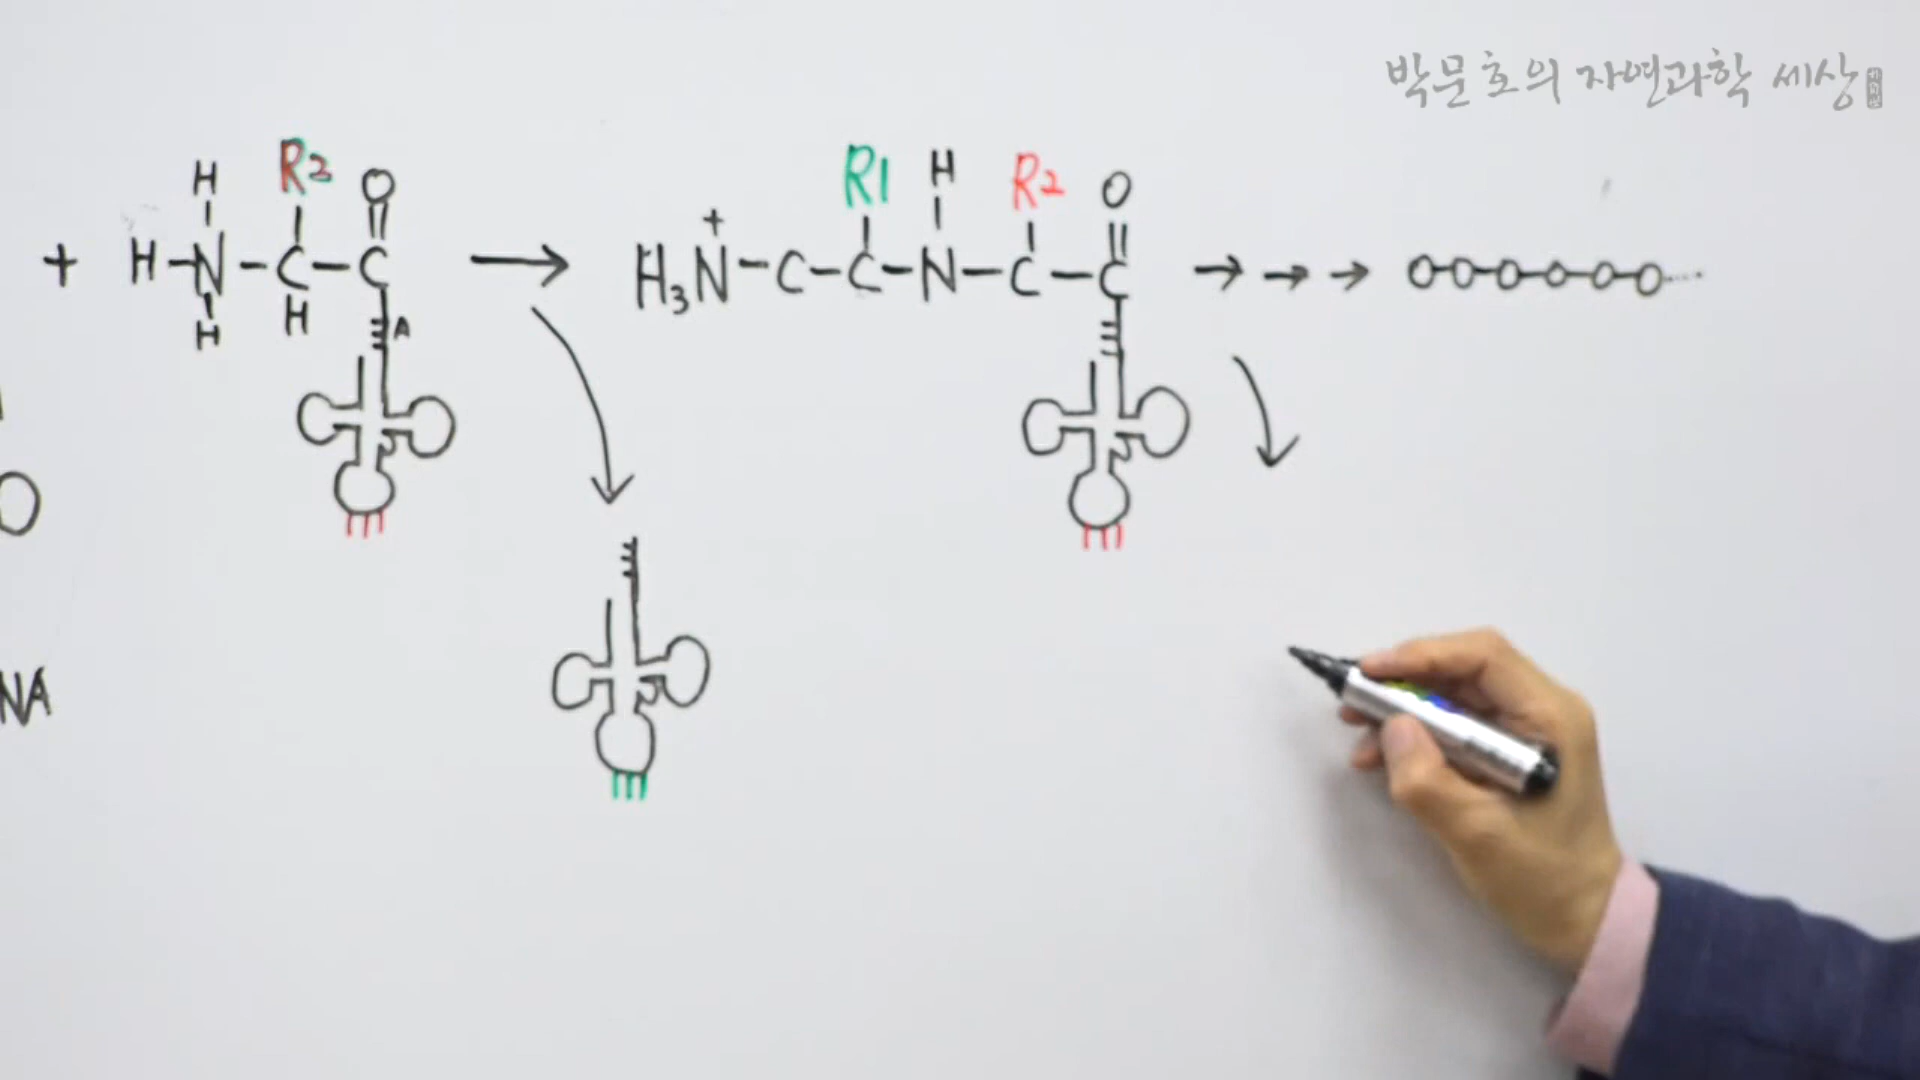 박문호의 자연과학 세상
H R2 O R1 H R2 O
+ H-N-C-C → H₃N⁺-C-C-N-C-C → → →
H H A
O
NA